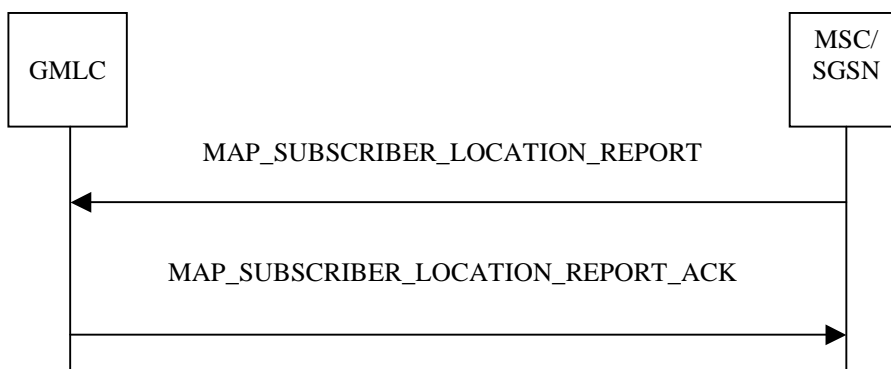 GMLC
MSC/
SGSN
MAP_SUBSCRIBER_LOCATION_REPORT
MAP_SUBSCRIBER_LOCATION_REPORT_ACK